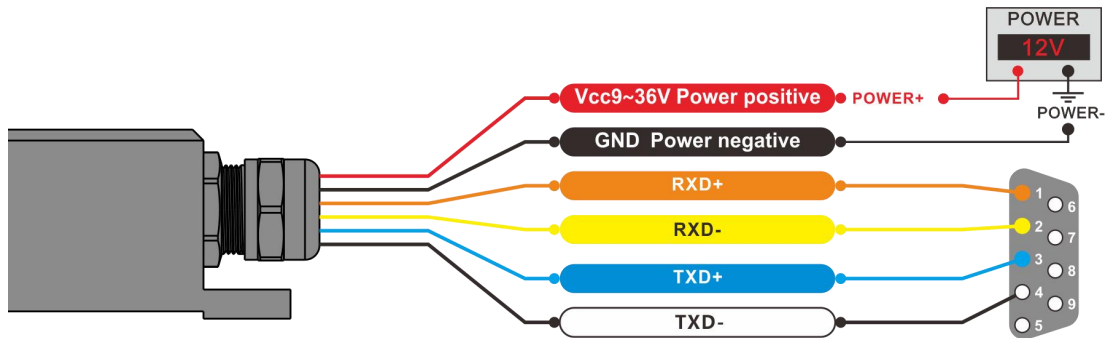 POWER
12V
Vcc9~36V Power positive
POWER+
POWER-
GND Power negative
RXD+
RXD-
TXD+
TXD-
1
6
2
7
3
8
4
9
5